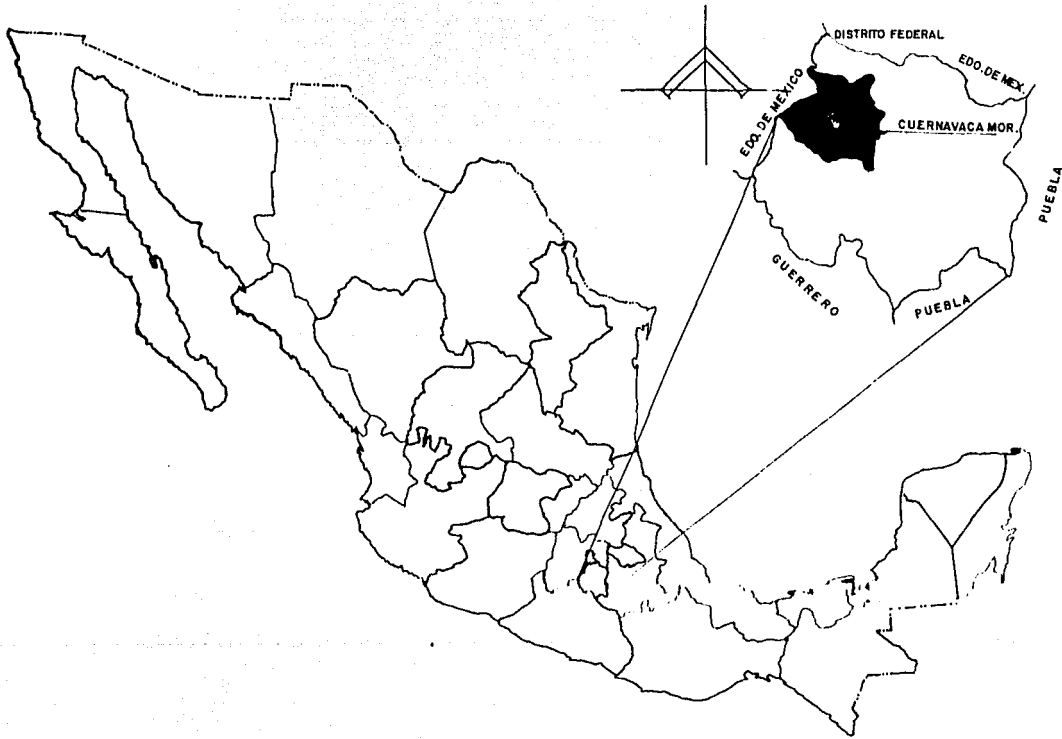 DISTRITO FEDERAL
EDO. DE MEX.
EDO. DE MEXICO
CUERNAVACA MOR.
PUEBLA
GUERRERO
PUEBLA